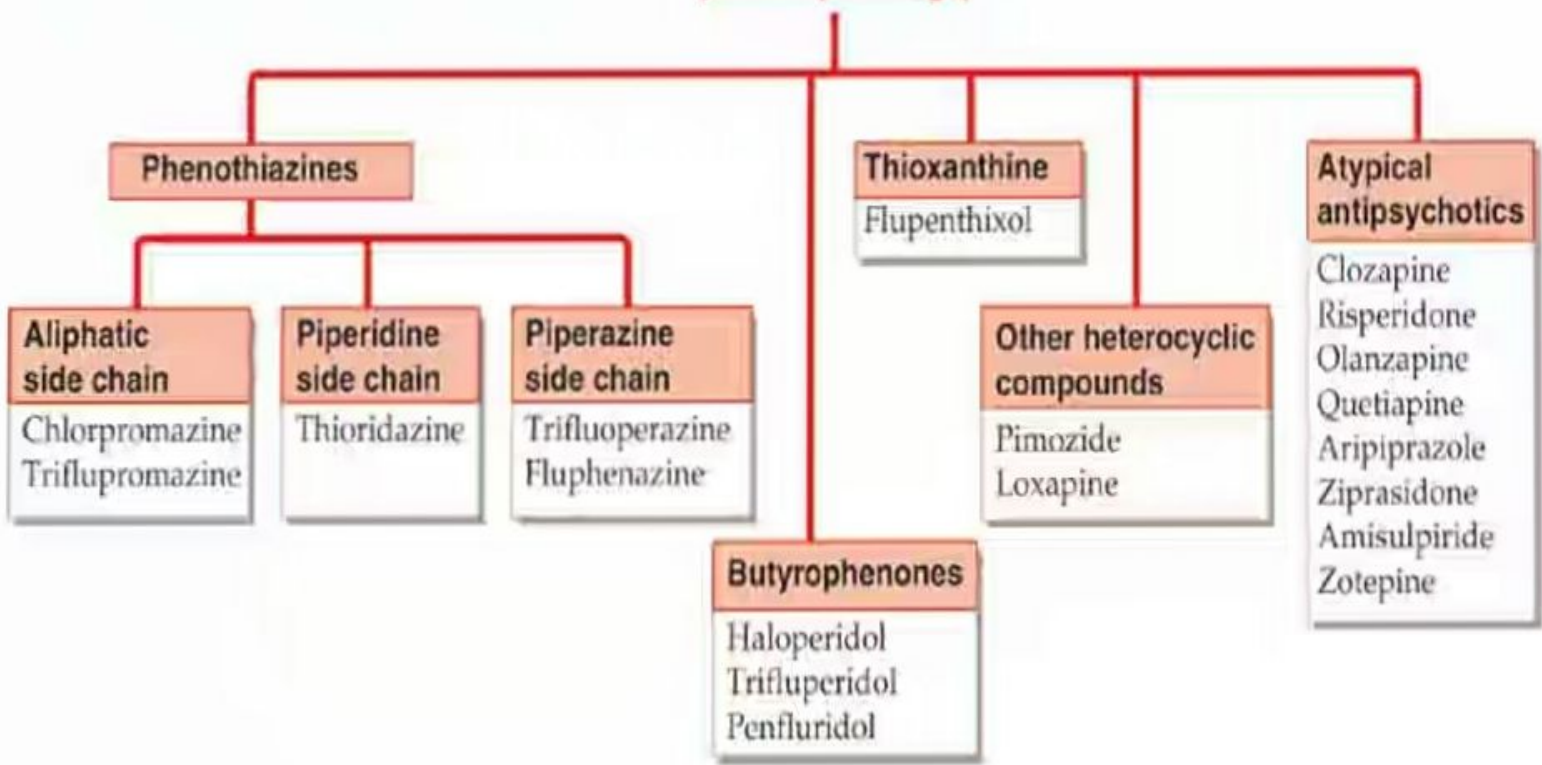 Phenothiazines
Aliphatic
side chain
Chlorpromazine
Triflupromazine
Piperidine
side chain
Thioridazine
Piperazine
side chain
Trifluoperazine
Fluphenazine
Butyrophenones
Haloperidol
Trifluperidol
Penfluridol
Thioxanthine
Flupenthixol
Other heterocyclic
compounds
Pimozide
Loxapine
Atypical
antipsychotics
Clozapine
Risperidone
Olanzapine
Quetiapine
Aripiprazole
Ziprasidone
Amisulpiride
Zotepine